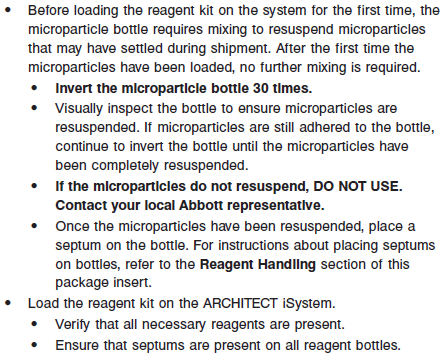 • Before loading the reagent kit on the system for the first time, the
microparticle bottle requires mixing to resuspend microparticles
that may have settled during shipment. After the first time the
microparticles have been loaded, no further mixing is required.
• Invert the microparticle bottle 30 times.
• Visually inspect the bottle to ensure microparticles are
resuspended. If microparticles are still adhered to the bottle,
continue to invert the bottle until the microparticles have
been completely resuspended.
• If the microparticles do not resuspend, DO NOT USE.
Contact your local Abbott representative.
• Once the microparticles have been resuspended, place a
septum on the bottle. For instructions about placing septums
on bottles, refer to the Reagent Handling section of this
package insert.
• Load the reagent kit on the ARCHITECT iSystem.
• Verify that all necessary reagents are present.
• Ensure that septums are present on all reagent bottles.